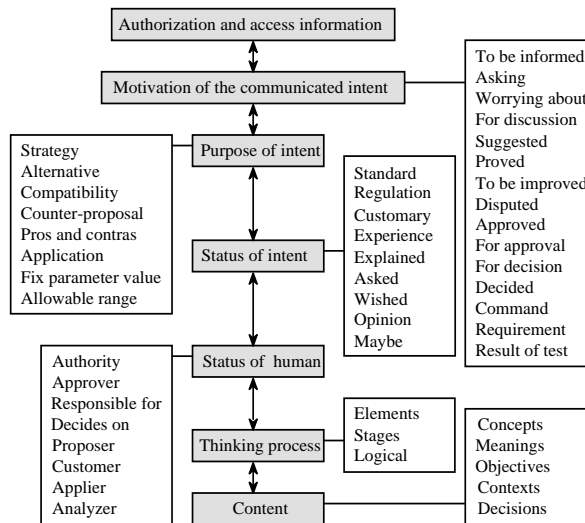 Authorization and access information
Motivation of the communicated intent
To be informed
Asking
Worrying about
For discussion
Suggested
Proved
To be improved
Disputed
Approved
For approval
For decision
Decided
Command
Requirement
Result of test
Purpose of intent
Strategy
Alternative
Compatibility
Counter-proposal
Pros and contras
Application
Fix parameter value
Allowable range
Status of intent
Standard
Regulation
Customary
Experience
Explained
Asked
Wished
Opinion
Maybe
Status of human
Authority
Approver
Responsible for
Decides on
Proposer
Customer
Applier
Analyzer
Thinking process
Elements
Stages
Logical
Content
Concepts
Meanings
Objectives
Contexts
Decisions